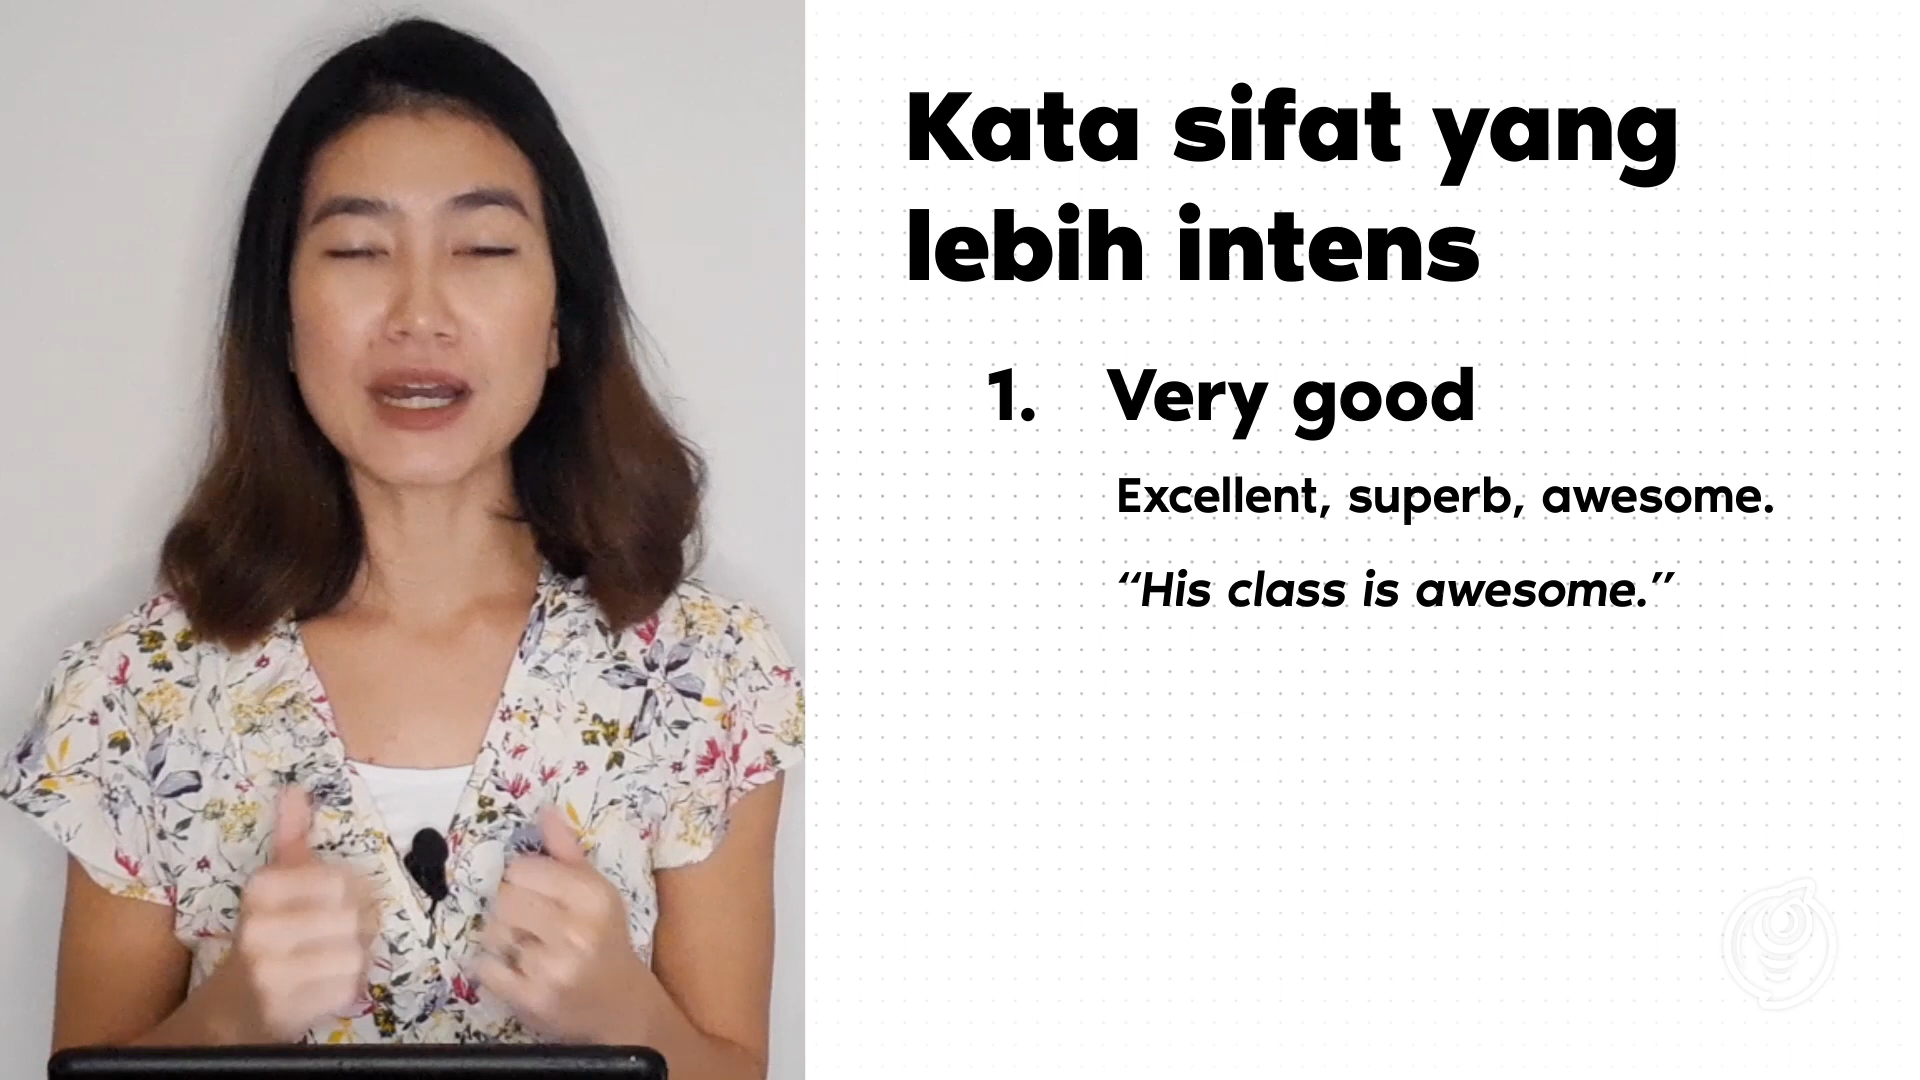 Kata sifat yang
lebih intens
1. Very good
Excellent, superb, awesome.
“His class is awesome.”